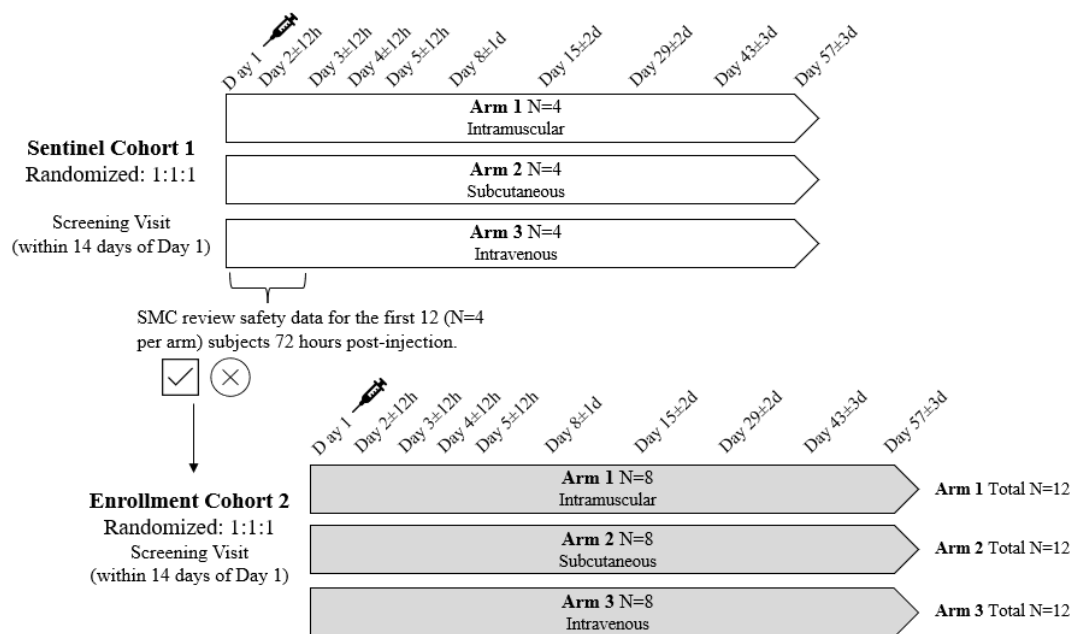 Day 1
Day 2±12h
Day 3±12h
Day 4±12h
Day 5±12h
Day 8±1d
Day 15±2d
Day 29±2d
Day 43±3d
Day 57±3d
Sentinel Cohort 1
Randomized: 1:1:1
Screening Visit
(within 14 days of Day 1)
Arm 1 N=4
Intramuscular
Arm 2 N=4
Subcutaneous
Arm 3 N=4
Intravenous
SMC review safety data for the first 12 (N=4
per arm) subjects 72 hours post-injection.
Day 1
Day 2±12h
Day 3±12h
Day 4±12h
Day 5±12h
Day 8±1d
Day 15±2d
Day 29±2d
Day 43±3d
Day 57±3d
Enrollment Cohort 2
Randomized: 1:1:1
Screening Visit
(within 14 days of Day 1)
Arm 1 N=8
Intramuscular
Arm 1 Total N=12
Arm 2 N=8
Subcutaneous
Arm 2 Total N=12
Arm 3 N=8
Intravenous
Arm 3 Total N=12